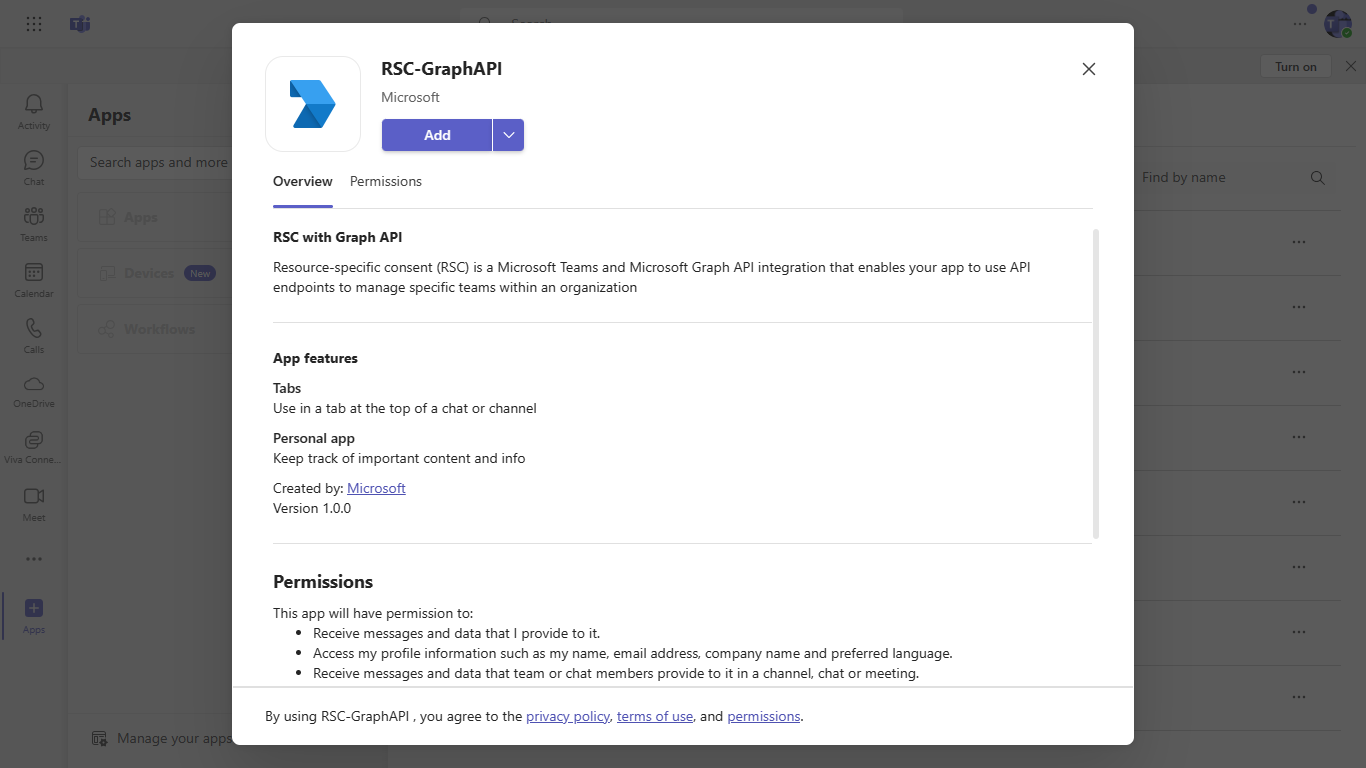 Search
RSC-GraphAPI
Microsoft
Add
Turn on
Activity
Chat
Teams
Calendar
Calls
OneDrive
Viva Conne...
Meet
Apps
Apps
Search apps and more
Apps
Devices New
Workflows
Manage your apps
Overview Permissions
RSC with Graph API
Resource-specific consent (RSC) is a Microsoft Teams and Microsoft Graph API integration that enables your app to use API
endpoints to manage specific teams within an organization
App features
Tabs
Use in a tab at the top of a chat or channel
Personal app
Keep track of important content and info
Created by: Microsoft
Version 1.0.0
Permissions
This app will have permission to:
• Receive messages and data that I provide to it.
• Access my profile information such as my name, email address, company name and preferred language.
• Receive messages and data that team or chat members provide to it in a channel, chat or meeting.
By using RSC-GraphAPI , you agree to the privacy policy, terms of use, and permissions.
Find by name